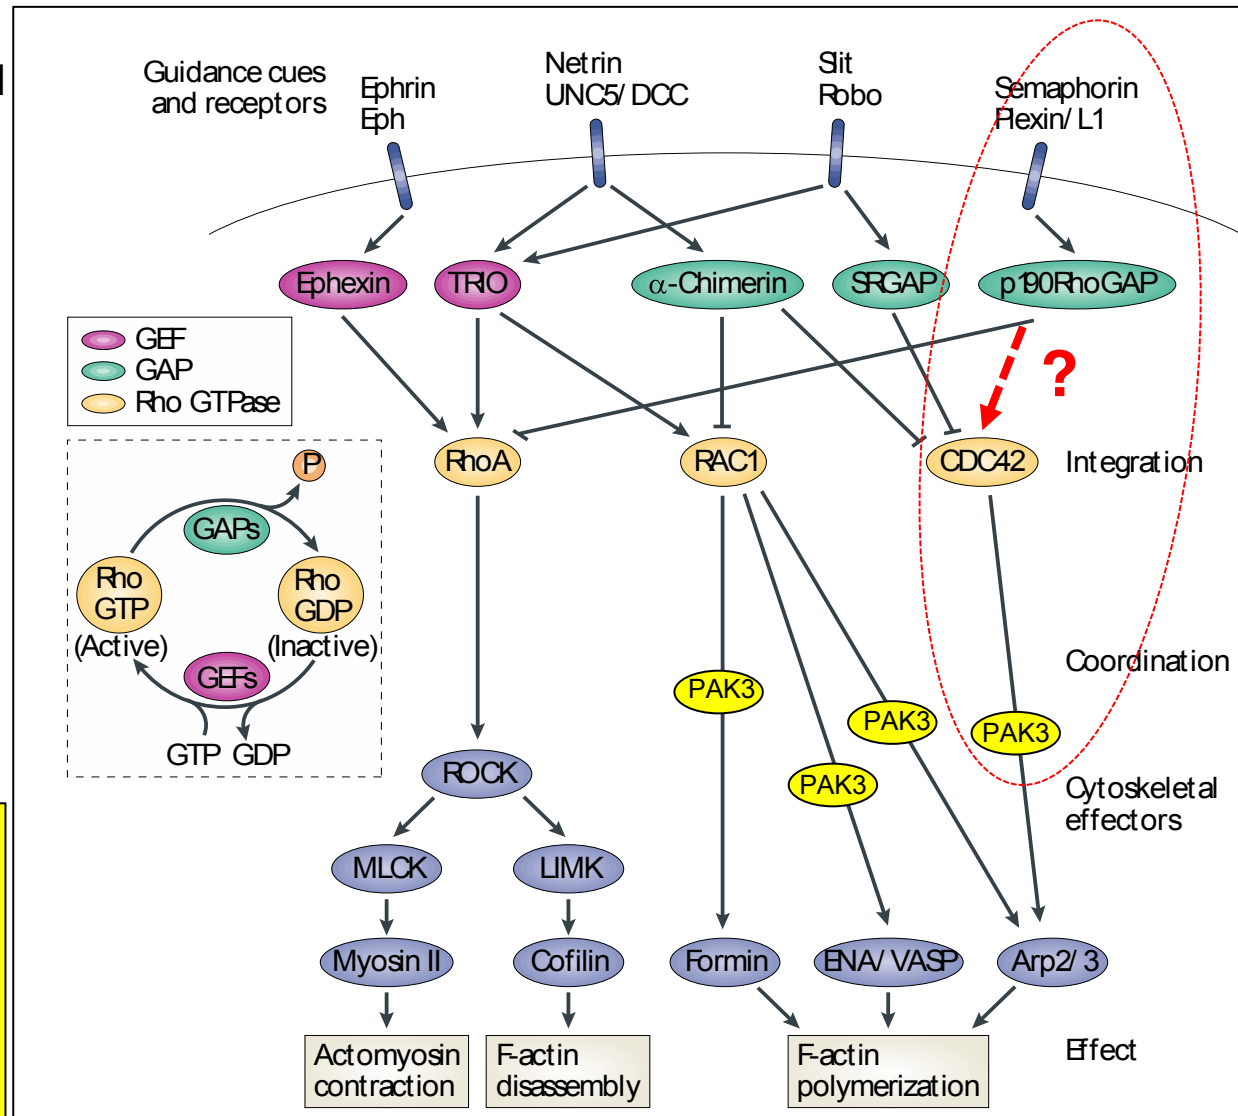 Guidance cues
and receptors
Ephrin
Eph
Netrin
UNC5/DCC
Slit
Robo
Semaphorin
Plexin/L1
Ephexin
TRIO
α-Chimerin
SRGAP
p190RhoGAP
GEF
GAP
Rho GTPase
?
RhoA
RAC1
CDC42
Integration
P
GAPs
Rho
GTP
(Active)
Rho
GDP
(Inactive)
GEFs
GTP GDP
Coordination
PAK3
PAK3
PAK3
PAK3
ROCK
Cytoskeletal
effectors
MLCK
LIMK
Myosin II
Cofilin
Formin
ENA/VASP
Arp2/3
Actomyosin
contraction
F-actin
disassembly
F-actin
polymerization
Effect